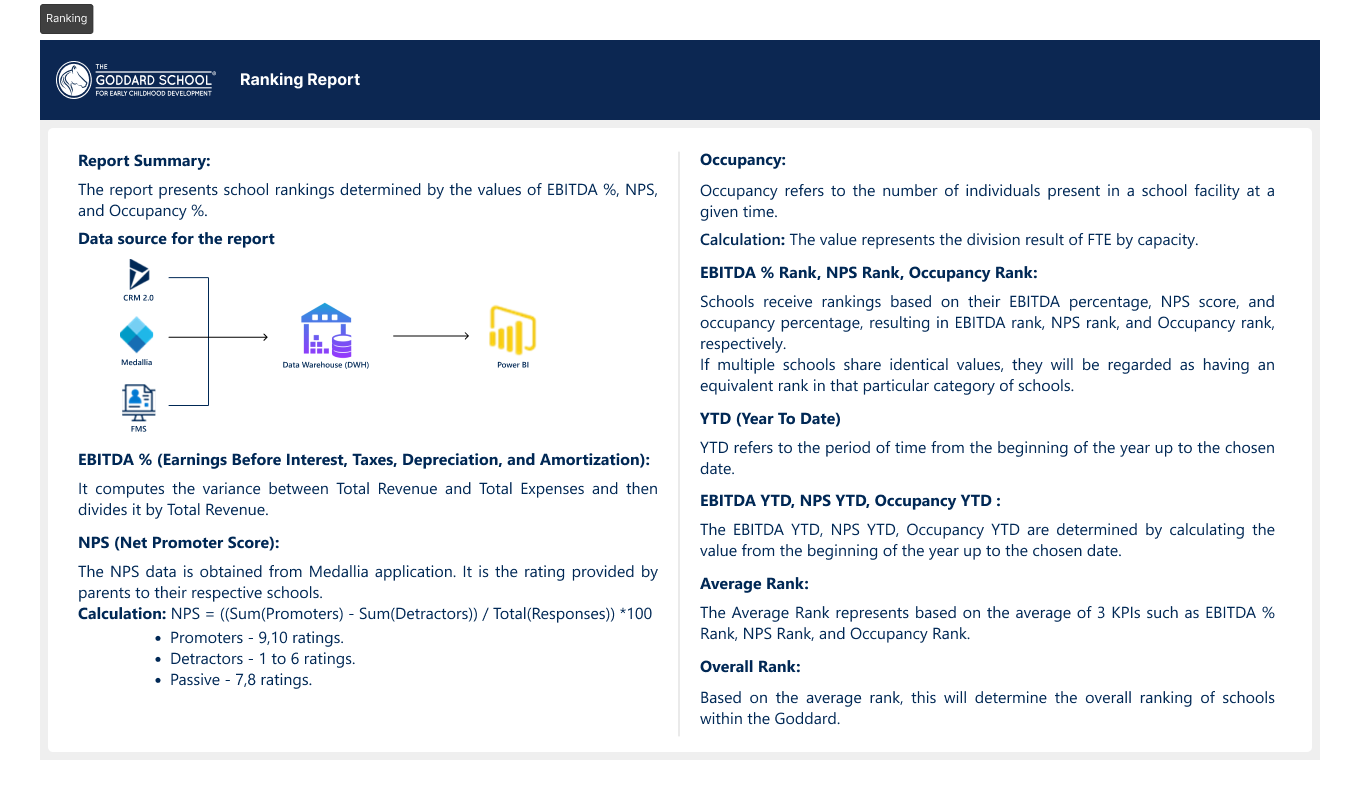 Ranking
THE
GODDARD SCHOOL®
FOR EARLY CHILDHOOD DEVELOPMENT
Ranking Report
Report Summary:
The report presents school rankings determined by the values of EBITDA %, NPS,
and Occupancy %.
Data source for the report
CRM 2.0
Medallia
FMS
Data Warehouse (DWH)
Power BI
EBITDA % (Earnings Before Interest, Taxes, Depreciation, and Amortization):
It computes the variance between Total Revenue and Total Expenses and then
divides it by Total Revenue.
NPS (Net Promoter Score):
The NPS data is obtained from Medallia application. It is the rating provided by
parents to their respective schools.
Calculation: NPS = ((Sum(Promoters) - Sum(Detractors)) / Total(Responses)) *100
• Promoters - 9,10 ratings.
• Detractors - 1 to 6 ratings.
• Passive - 7,8 ratings.
Occupancy:
Occupancy refers to the number of individuals present in a school facility at a
given time.
Calculation: The value represents the division result of FTE by capacity.
EBITDA % Rank, NPS Rank, Occupancy Rank:
Schools receive rankings based on their EBITDA percentage, NPS score, and
occupancy percentage, resulting in EBITDA rank, NPS rank, and Occupancy rank,
respectively.
If multiple schools share identical values, they will be regarded as having an
equivalent rank in that particular category of schools.
YTD (Year To Date)
YTD refers to the period of time from the beginning of the year up to the chosen
date.
EBITDA YTD, NPS YTD, Occupancy YTD :
The EBITDA YTD, NPS YTD, Occupancy YTD are determined by calculating the
value from the beginning of the year up to the chosen date.
Average Rank:
The Average Rank represents based on the average of 3 KPIs such as EBITDA %
Rank, NPS Rank, and Occupancy Rank.
Overall Rank:
Based on the average rank, this will determine the overall ranking of schools
within the Goddard.